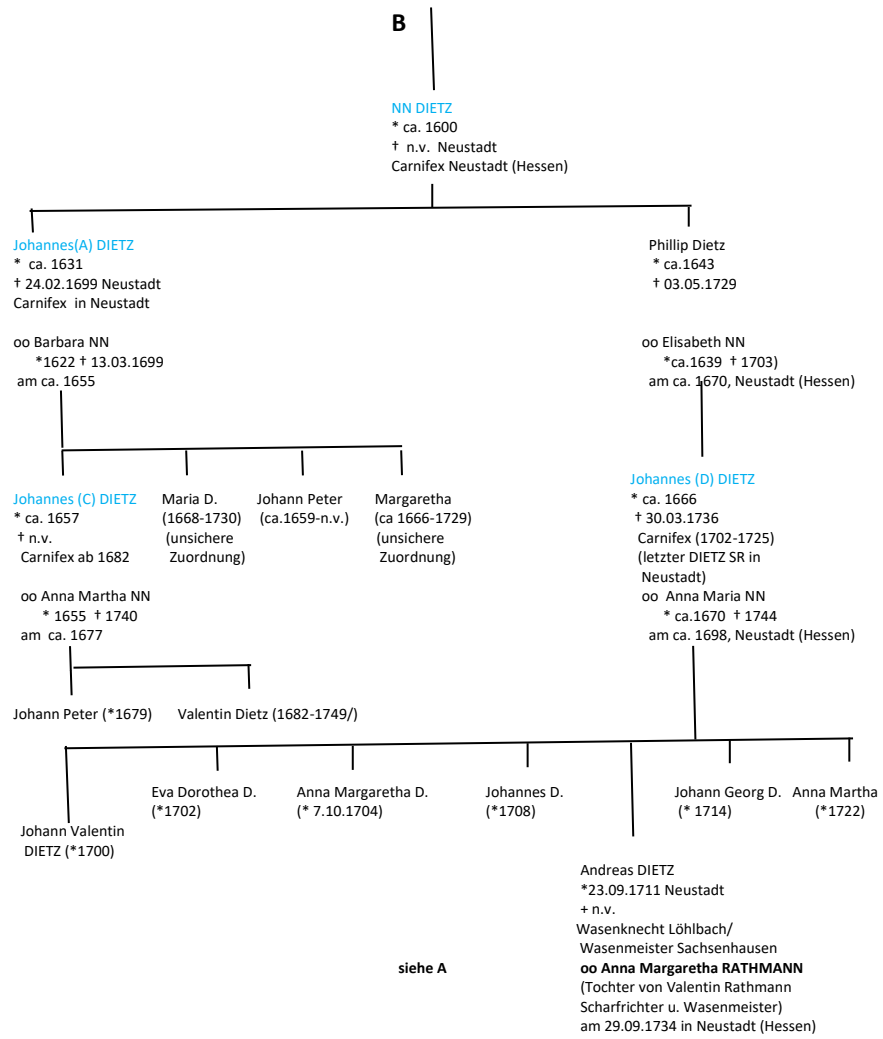 B
NN DIETZ
* ca. 1600
† n.v. Neustadt
Carnifex Neustadt (Hessen)
Johannes(A) DIETZ
* ca. 1631
† 24.02.1699 Neustadt
Carnifex in Neustadt
oo Barbara NN
*1622 † 13.03.1699
am ca. 1655
Phillip Dietz
* ca.1643
† 03.05.1729
oo Elisabeth NN
*ca.1639 † 1703)
am ca. 1670, Neustadt (Hessen)
Johannes (C) DIETZ
* ca. 1657
† n.v.
Carnifex ab 1682
oo Anna Martha NN
* 1655 † 1740
am ca. 1677
Maria D.
(1668-1730)
(unsichere
Zuordnung)
Johann Peter
(ca.1659-n.v.)
Margaretha
(ca 1666-1729)
(unsichere
Zuordnung)
Johannes (D) DIETZ
* ca. 1666
† 30.03.1736
Carnifex (1702-1725)
(letzter DIETZ SR in
Neustadt)
oo Anna Maria NN
* ca.1670 † 1744
am ca. 1698, Neustadt (Hessen)
Johann Peter (*1679)
Valentin Dietz (1682-1749/)
Johann Valentin
DIETZ (*1700)
Eva Dorothea D.
(*1702)
Anna Margaretha D.
(* 7.10.1704)
Johannes D.
(*1708)
Johann Georg D.
(* 1714)
Anna Martha
(*1722)
Andreas DIETZ
*23.09.1711 Neustadt
+ n.v.
Wasenknecht Löhlbach/
Wasenmeister Sachsenhausen
siehe A
oo Anna Margaretha RATHMANN
(Tochter von Valentin Rathmann
Scharfrichter u. Wasenmeister)
am 29.09.1734 in Neustadt (Hessen)